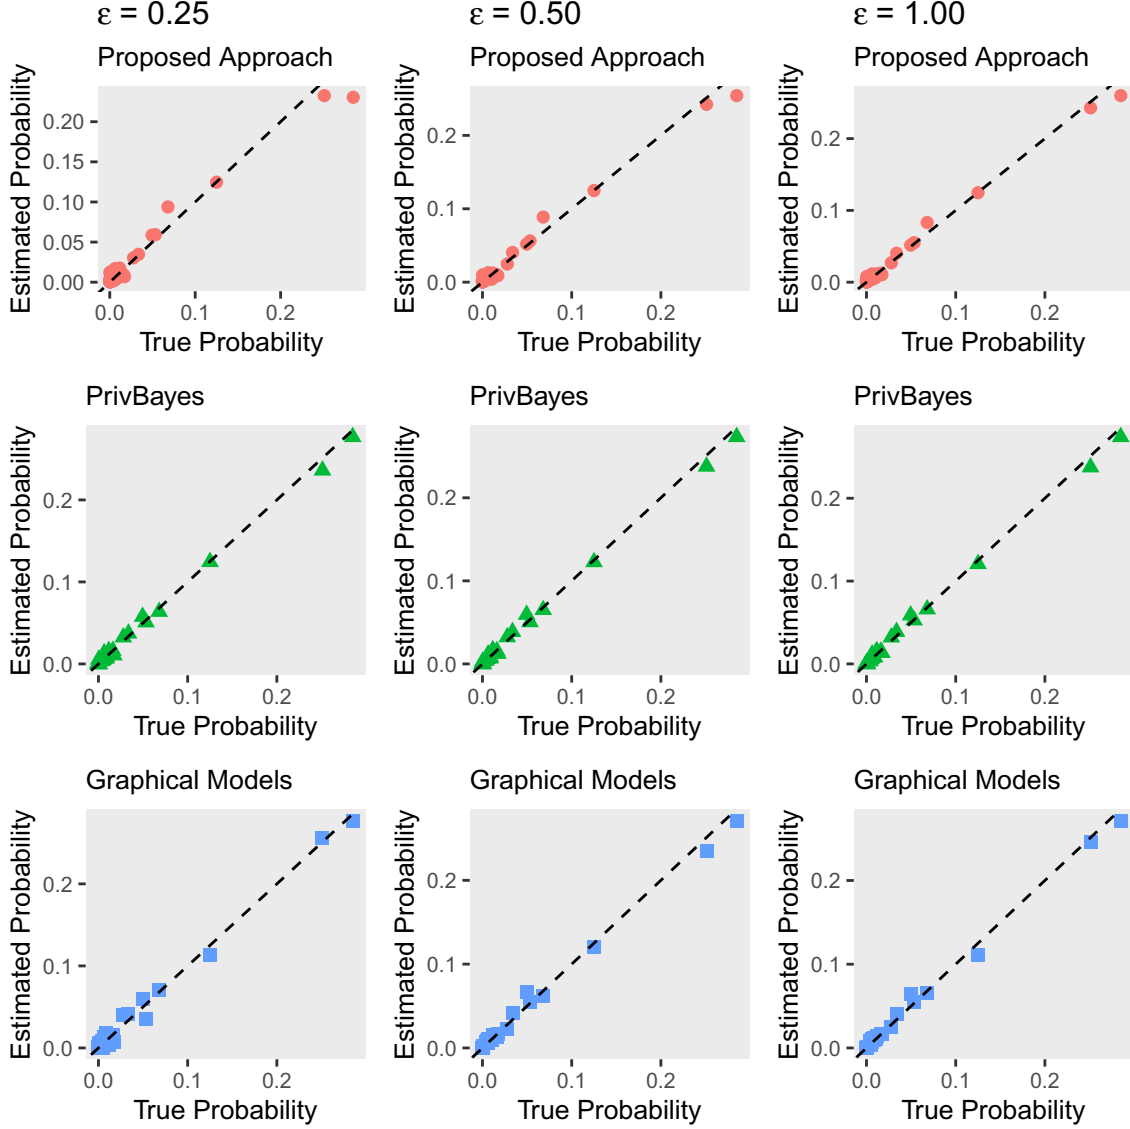 ε = 0.25
ε = 0.50
ε = 1.00
Proposed Approach
Estimated Probability
0.20
0.15
0.10
0.05
0.00
0.0
0.1
0.2
True Probability
Proposed Approach
Estimated Probability
0.2
0.1
0.0
0.0
0.1
0.2
True Probability
Proposed Approach
Estimated Probability
0.2
0.1
0.0
0.0
0.1
0.2
True Probability
PrivBayes
Estimated Probability
0.2
0.1
0.0
0.0
0.1
0.2
True Probability
PrivBayes
Estimated Probability
0.2
0.1
0.0
0.0
0.1
0.2
True Probability
PrivBayes
Estimated Probability
0.2
0.1
0.0
0.0
0.1
0.2
True Probability
Graphical Models
Estimated Probability
0.2
0.1
0.0
0.0
0.1
0.2
True Probability
Graphical Models
Estimated Probability
0.2
0.1
0.0
0.0
0.1
0.2
True Probability
Graphical Models
Estimated Probability
0.2
0.1
0.0
0.0
0.1
0.2
True Probability